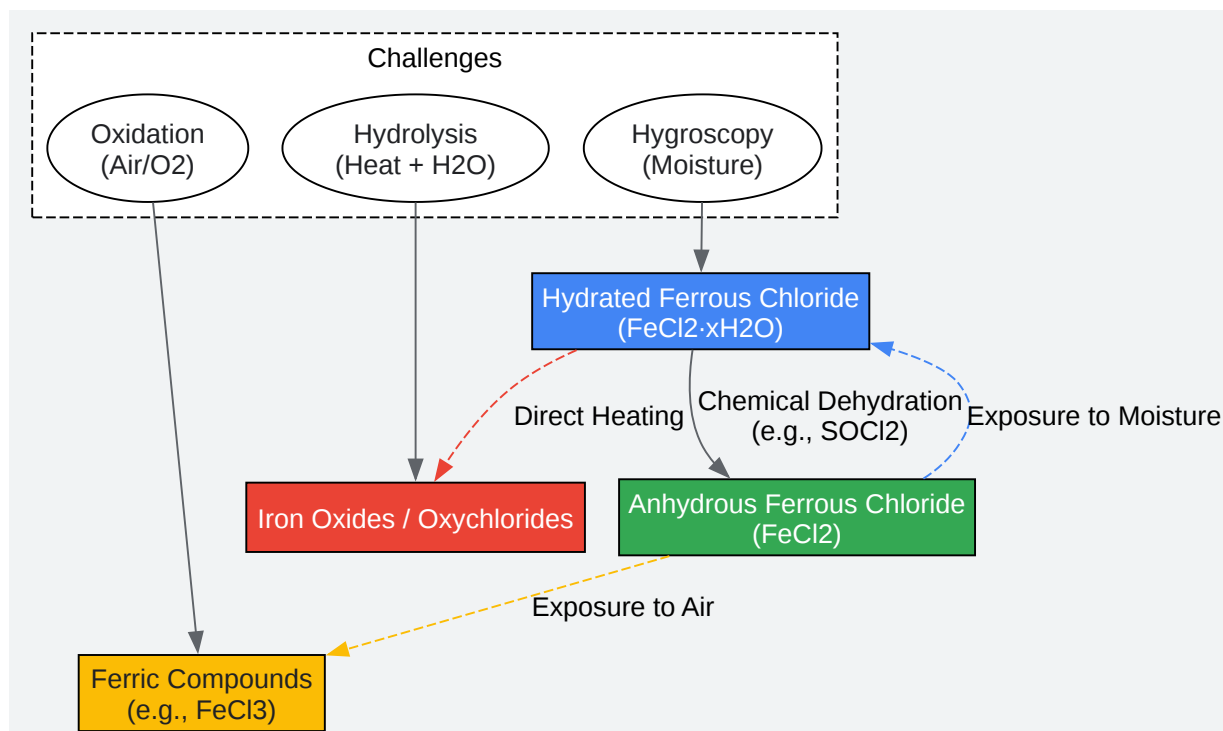 Challenges
Oxidation
(Air/O2)
Hydrolysis
(Heat + H2O)
Hygroscopy
(Moisture)
Hydrated Ferrous Chloride
(FeCl2·xH2O)
Direct Heating
Chemical Dehydration
(e.g., SOCl2)
Exposure to Moisture
Iron Oxides / Oxychlorides
Anhydrous Ferrous Chloride
(FeCl2)
Exposure to Air
Ferric Compounds
(e.g., FeCl3)